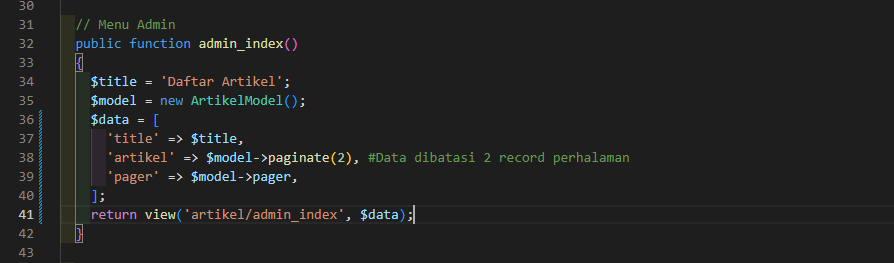 30
31 // Menu Admin
32 public function admin_index()
33 {
34 $title = 'Daftar Artikel';
35 $model = new ArtikelModel();
36 $data = [
37 'title' => $title,
38 'artikel' => $model->paginate(2), #Data dibatasi 2 record perhalaman
39 'pager' => $model->pager,
40 ];
41 return view('artikel/admin_index', $data);
42 }
43